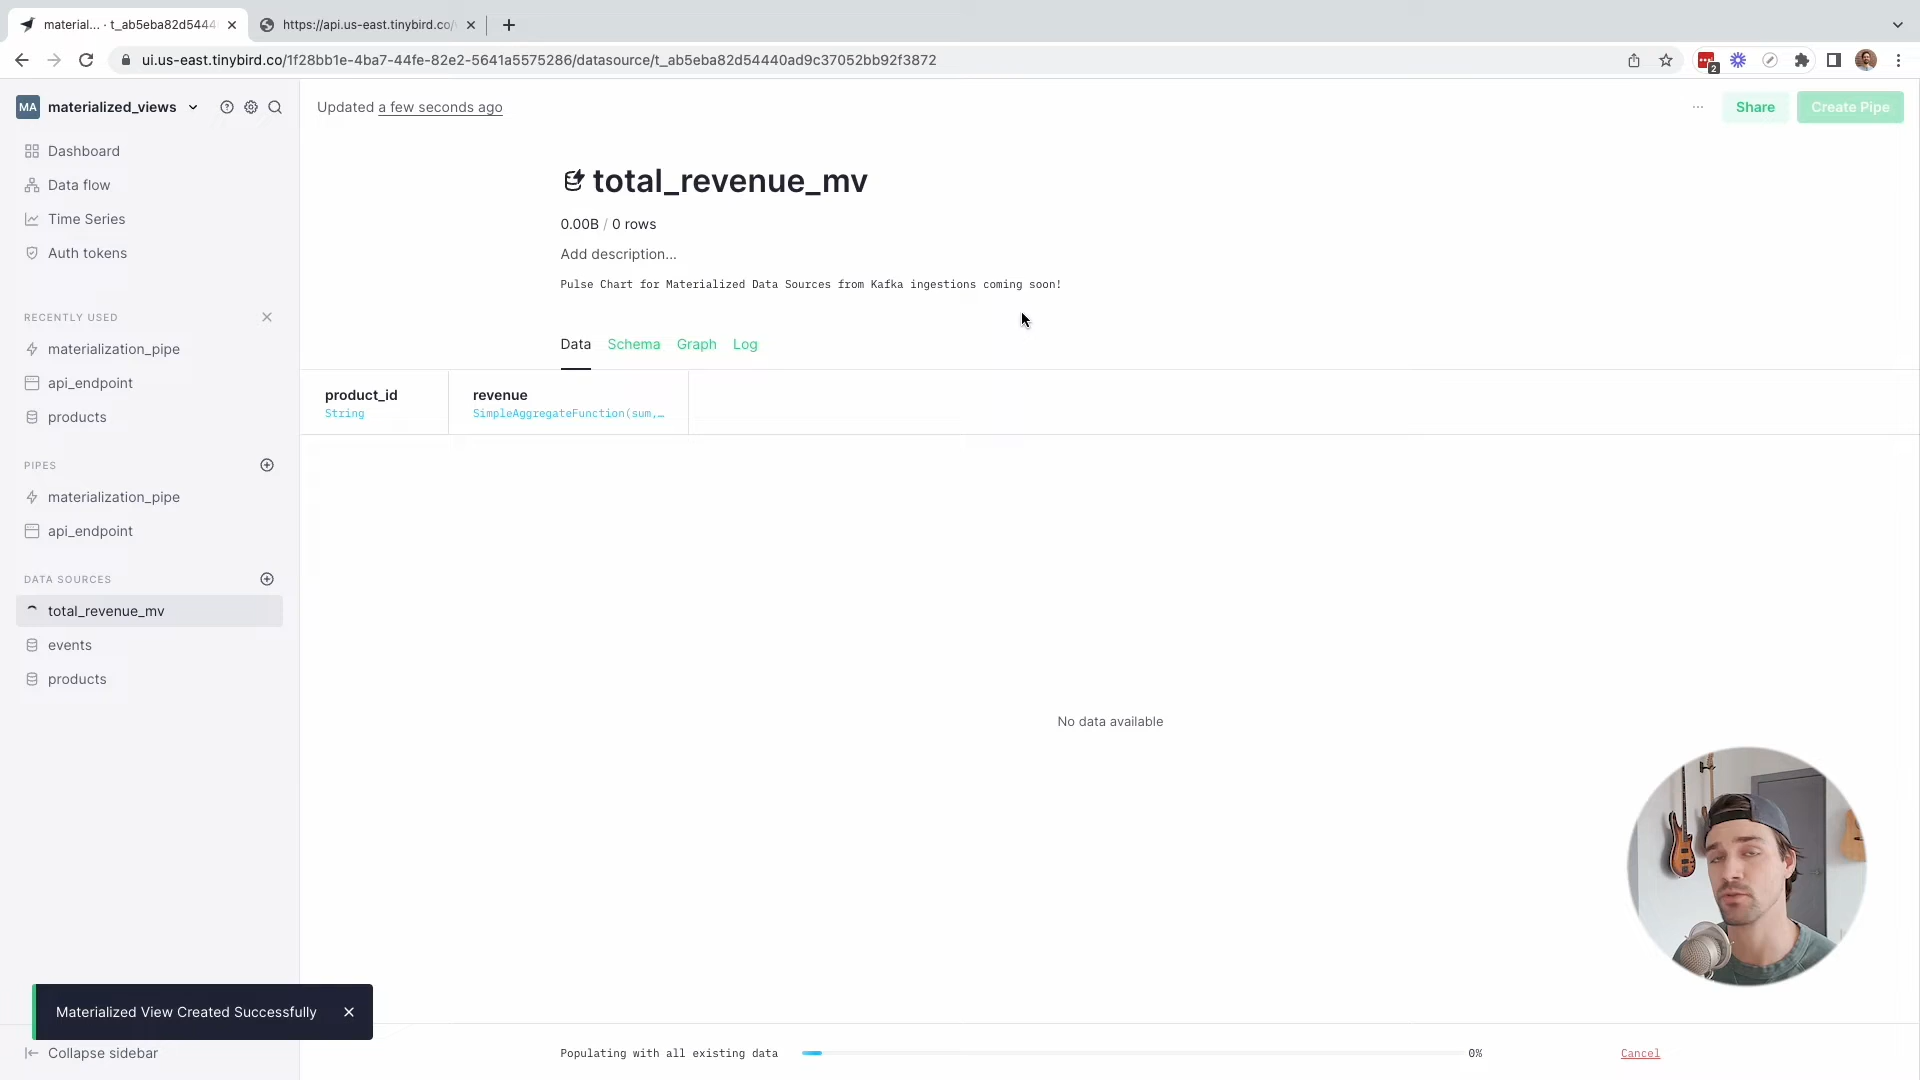 material... · t_ab5eba82d5444
https://api.us-east.tinybird.co/
ui.us-east.tinybird.co/1f28bb1e-4ba7-44fe-82e2-5641a5575286/datasource/t_ab5eba82d54440ad9c37052bb92f3872
2
MA materialized_views
Updated a few seconds ago
Share
Create Pipe
Dashboard
Data flow
Time Series
Auth tokens
RECENTLY USED
materialization_pipe
api_endpoint
products
PIPES
materialization_pipe
api_endpoint
DATA SOURCES
total_revenue_mv
events
products
total_revenue_mv
0.00B / 0 rows
Add description...
Pulse Chart for Materialized Data Sources from Kafka ingestions coming soon!
Data Schema Graph Log
product_id
String
revenue
SimpleAggregateFunction(sum,…
No data available
Materialized View Created Successfully
Collapse sidebar
Populating with all existing data
0%
Cancel